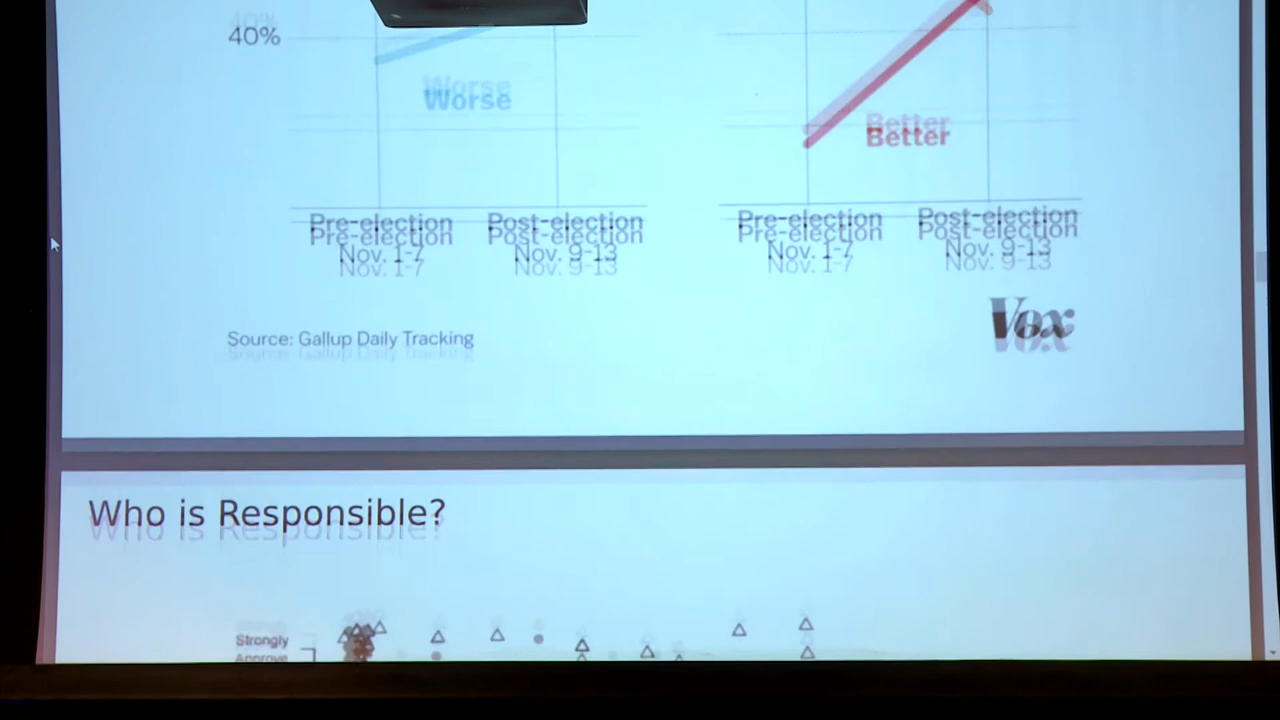 40%
Worse
Better
Pre-election Post-election Pre-election Post-election
Nov. 1-7 Nov. 9-13 Nov. 1-7 Nov. 9-13
Source: Gallup Daily Tracking
Vox
Who is Responsible?
Strongly
Approve